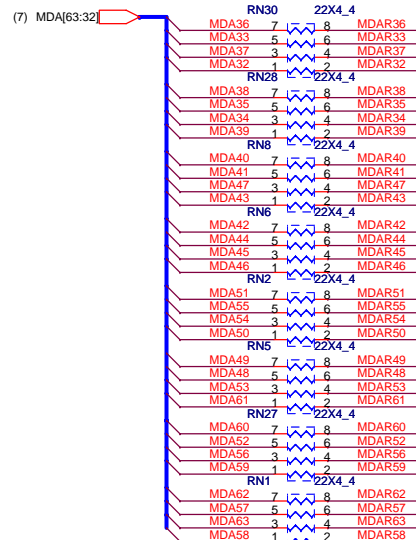 (7) MDA[63:32]
RN30 22X4_4
MDA36 7 8 MDAR36
MDA33 5 6 MDAR33
MDA37 3 4 MDAR37
MDA32 1 2 MDAR32
RN28 22X4_4
MDA38 7 8 MDAR38
MDA35 5 6 MDAR35
MDA34 3 4 MDAR34
MDA39 1 2 MDAR39
RN8 22X4_4
MDA40 7 8 MDAR40
MDA41 5 6 MDAR41
MDA47 3 4 MDAR47
MDA43 1 2 MDAR43
RN6 22X4_4
MDA42 7 8 MDAR42
MDA44 5 6 MDAR44
MDA45 3 4 MDAR45
MDA46 1 2 MDAR46
RN2 22X4_4
MDA51 7 8 MDAR51
MDA55 5 6 MDAR55
MDA54 3 4 MDAR54
MDA50 1 2 MDAR50
RN5 22X4_4
MDA49 7 8 MDAR49
MDA48 5 6 MDAR48
MDA53 3 4 MDAR53
MDA61 1 2 MDAR61
RN27 22X4_4
MDA60 7 8 MDAR60
MDA52 5 6 MDAR52
MDA56 3 4 MDAR56
MDA59 1 2 MDAR59
RN1 22X4_4
MDA62 7 8 MDAR62
MDA57 5 6 MDAR57
MDA63 3 4 MDAR63
MDA58 1 2 MDAR58